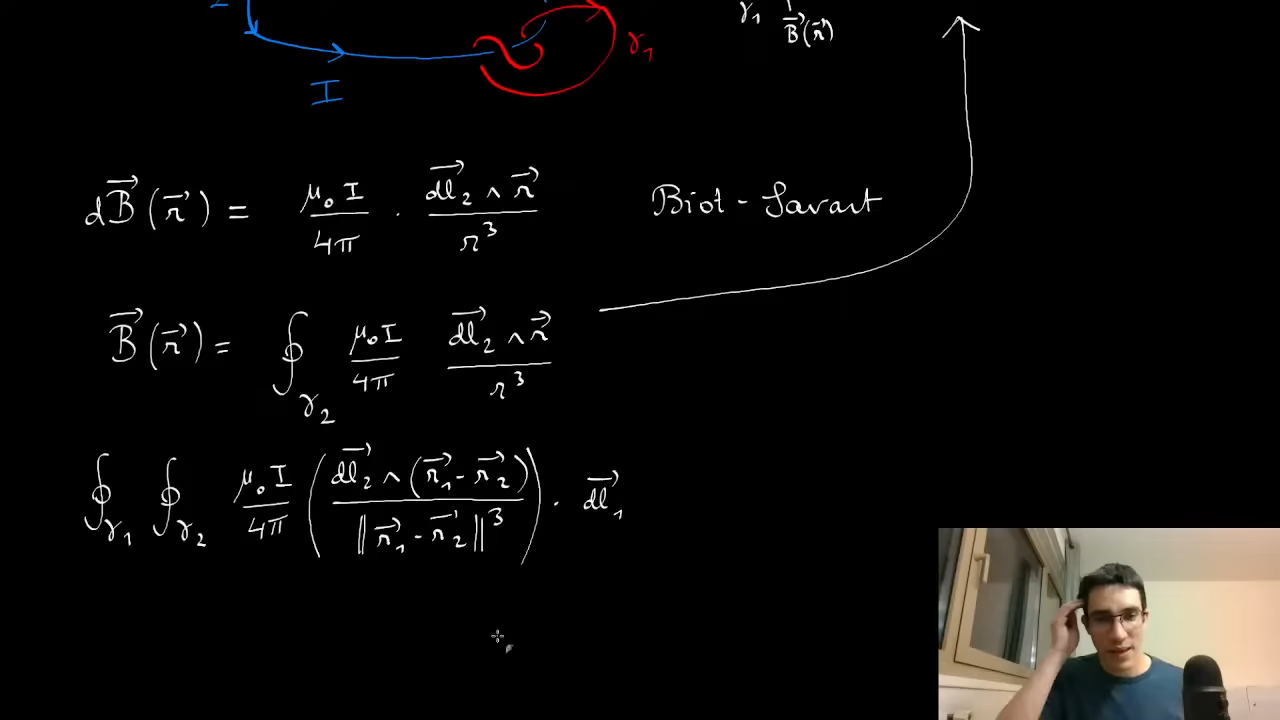 γ₁ B⃗(r⃗)
I
γ₁
dB⃗(r⃗) = μ₀I/4π · dl⃗₂ ∧ r⃗ / r³ Biot - Savart
B⃗(r⃗) = ∮_γ₂ μ₀I/4π dl⃗₂ ∧ r⃗ / r³
∮_γ₁ ∮_γ₂ μ₀I/4π ( dl⃗₂ ∧ (r⃗₁ - r⃗₂) / ‖r⃗₁ - r⃗₂‖³ ) · dl⃗₁